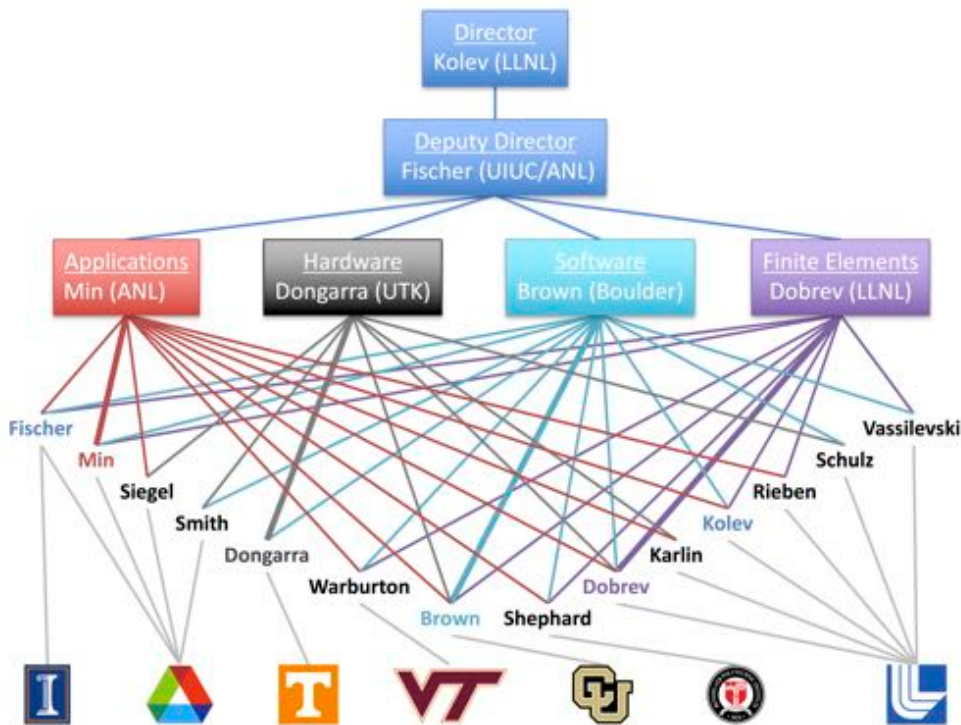 Director
Kolev (LLNL)
Deputy Director
Fischer (UIUC/ANL)
Applications
Min (ANL)
Hardware
Dongarra (UTK)
Software
Brown (Boulder)
Finite Elements
Dobrev (LLNL)
Fischer
Vassilevski
Min
Schulz
Siegel
Rieben
Smith
Kolev
Dongarra
Karlin
Warburton
Dobrev
Brown
Shephard
I
T
VT
CU